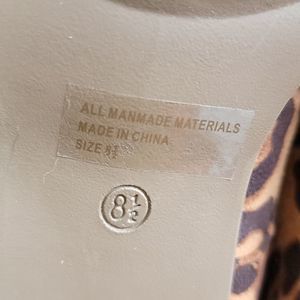 ALL MANMADE MATERIALS
MADE IN CHINA
SIZE 8½
8½